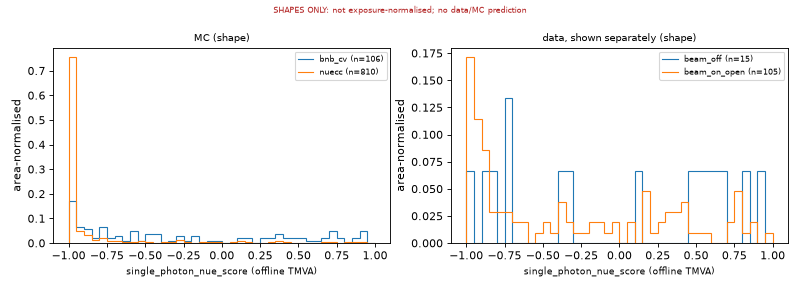 SHAPES ONLY: not exposure-normalised; no data/MC prediction
MC (shape)
bnb_cv (n=106)
nuecc (n=810)
area-normalised
0.7
0.6
0.5
0.4
0.3
0.2
0.1
0.0
−1.00 −0.75 −0.50 −0.25 0.00 0.25 0.50 0.75 1.00
single_photon_nue_score (offline TMVA)
data, shown separately (shape)
beam_off (n=15)
beam_on_open (n=105)
area-normalised
0.175
0.150
0.125
0.100
0.075
0.050
0.025
0.000
−1.00 −0.75 −0.50 −0.25 0.00 0.25 0.50 0.75 1.00
single_photon_nue_score (offline TMVA)